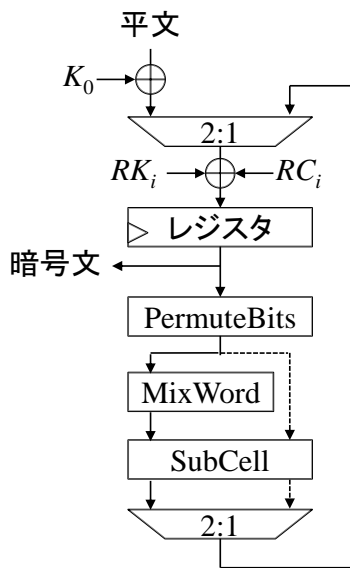 平文
K₀
2:1
RKᵢ RCᵢ
レジスタ
暗号文
PermuteBits
MixWord
SubCell
2:1